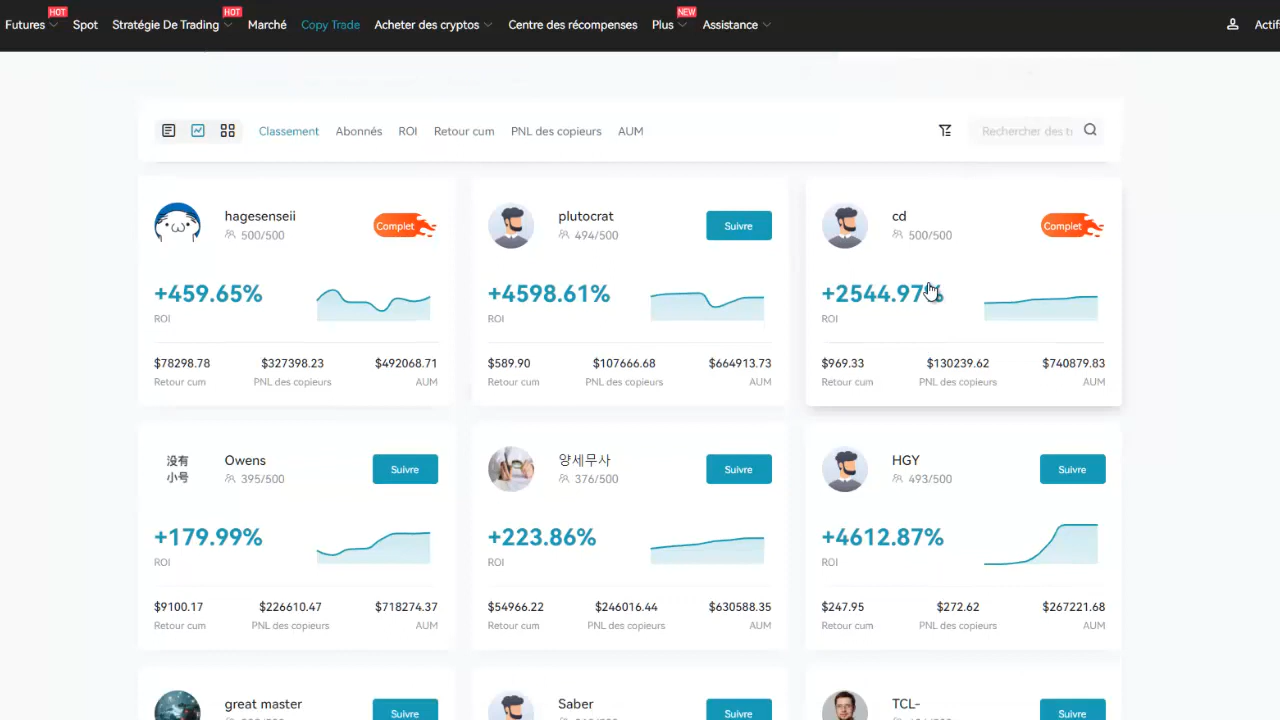 HOT HOT NEW
Futures Spot Stratégie De Trading Marché Copy Trade Acheter des cryptos Centre des récompenses Plus Assistance Actif
Classement Abonnés ROI Retour cum PNL des copieurs AUM Rechercher des tr
hagesenseii
500/500
Complet
+459.65%
ROI
$78298.78 $327398.23 $492068.71
Retour cum PNL des copieurs AUM
plutocrat
494/500
Suivre
+4598.61%
ROI
$589.90 $107666.68 $664913.73
Retour cum PNL des copieurs AUM
cd
500/500
Complet
+2544.97%
ROI
$969.33 $130239.62 $740879.83
Retour cum PNL des copieurs AUM
没有
小号
Owens
395/500
Suivre
+179.99%
ROI
$9100.17 $226610.47 $718274.37
Retour cum PNL des copieurs AUM
양세무사
376/500
Suivre
+223.86%
ROI
$54966.22 $246016.44 $630588.35
Retour cum PNL des copieurs AUM
HGY
493/500
Suivre
+4612.87%
ROI
$247.95 $272.62 $267221.68
Retour cum PNL des copieurs AUM
great master
Suivre
Saber
Suivre
TCL-
Suivre